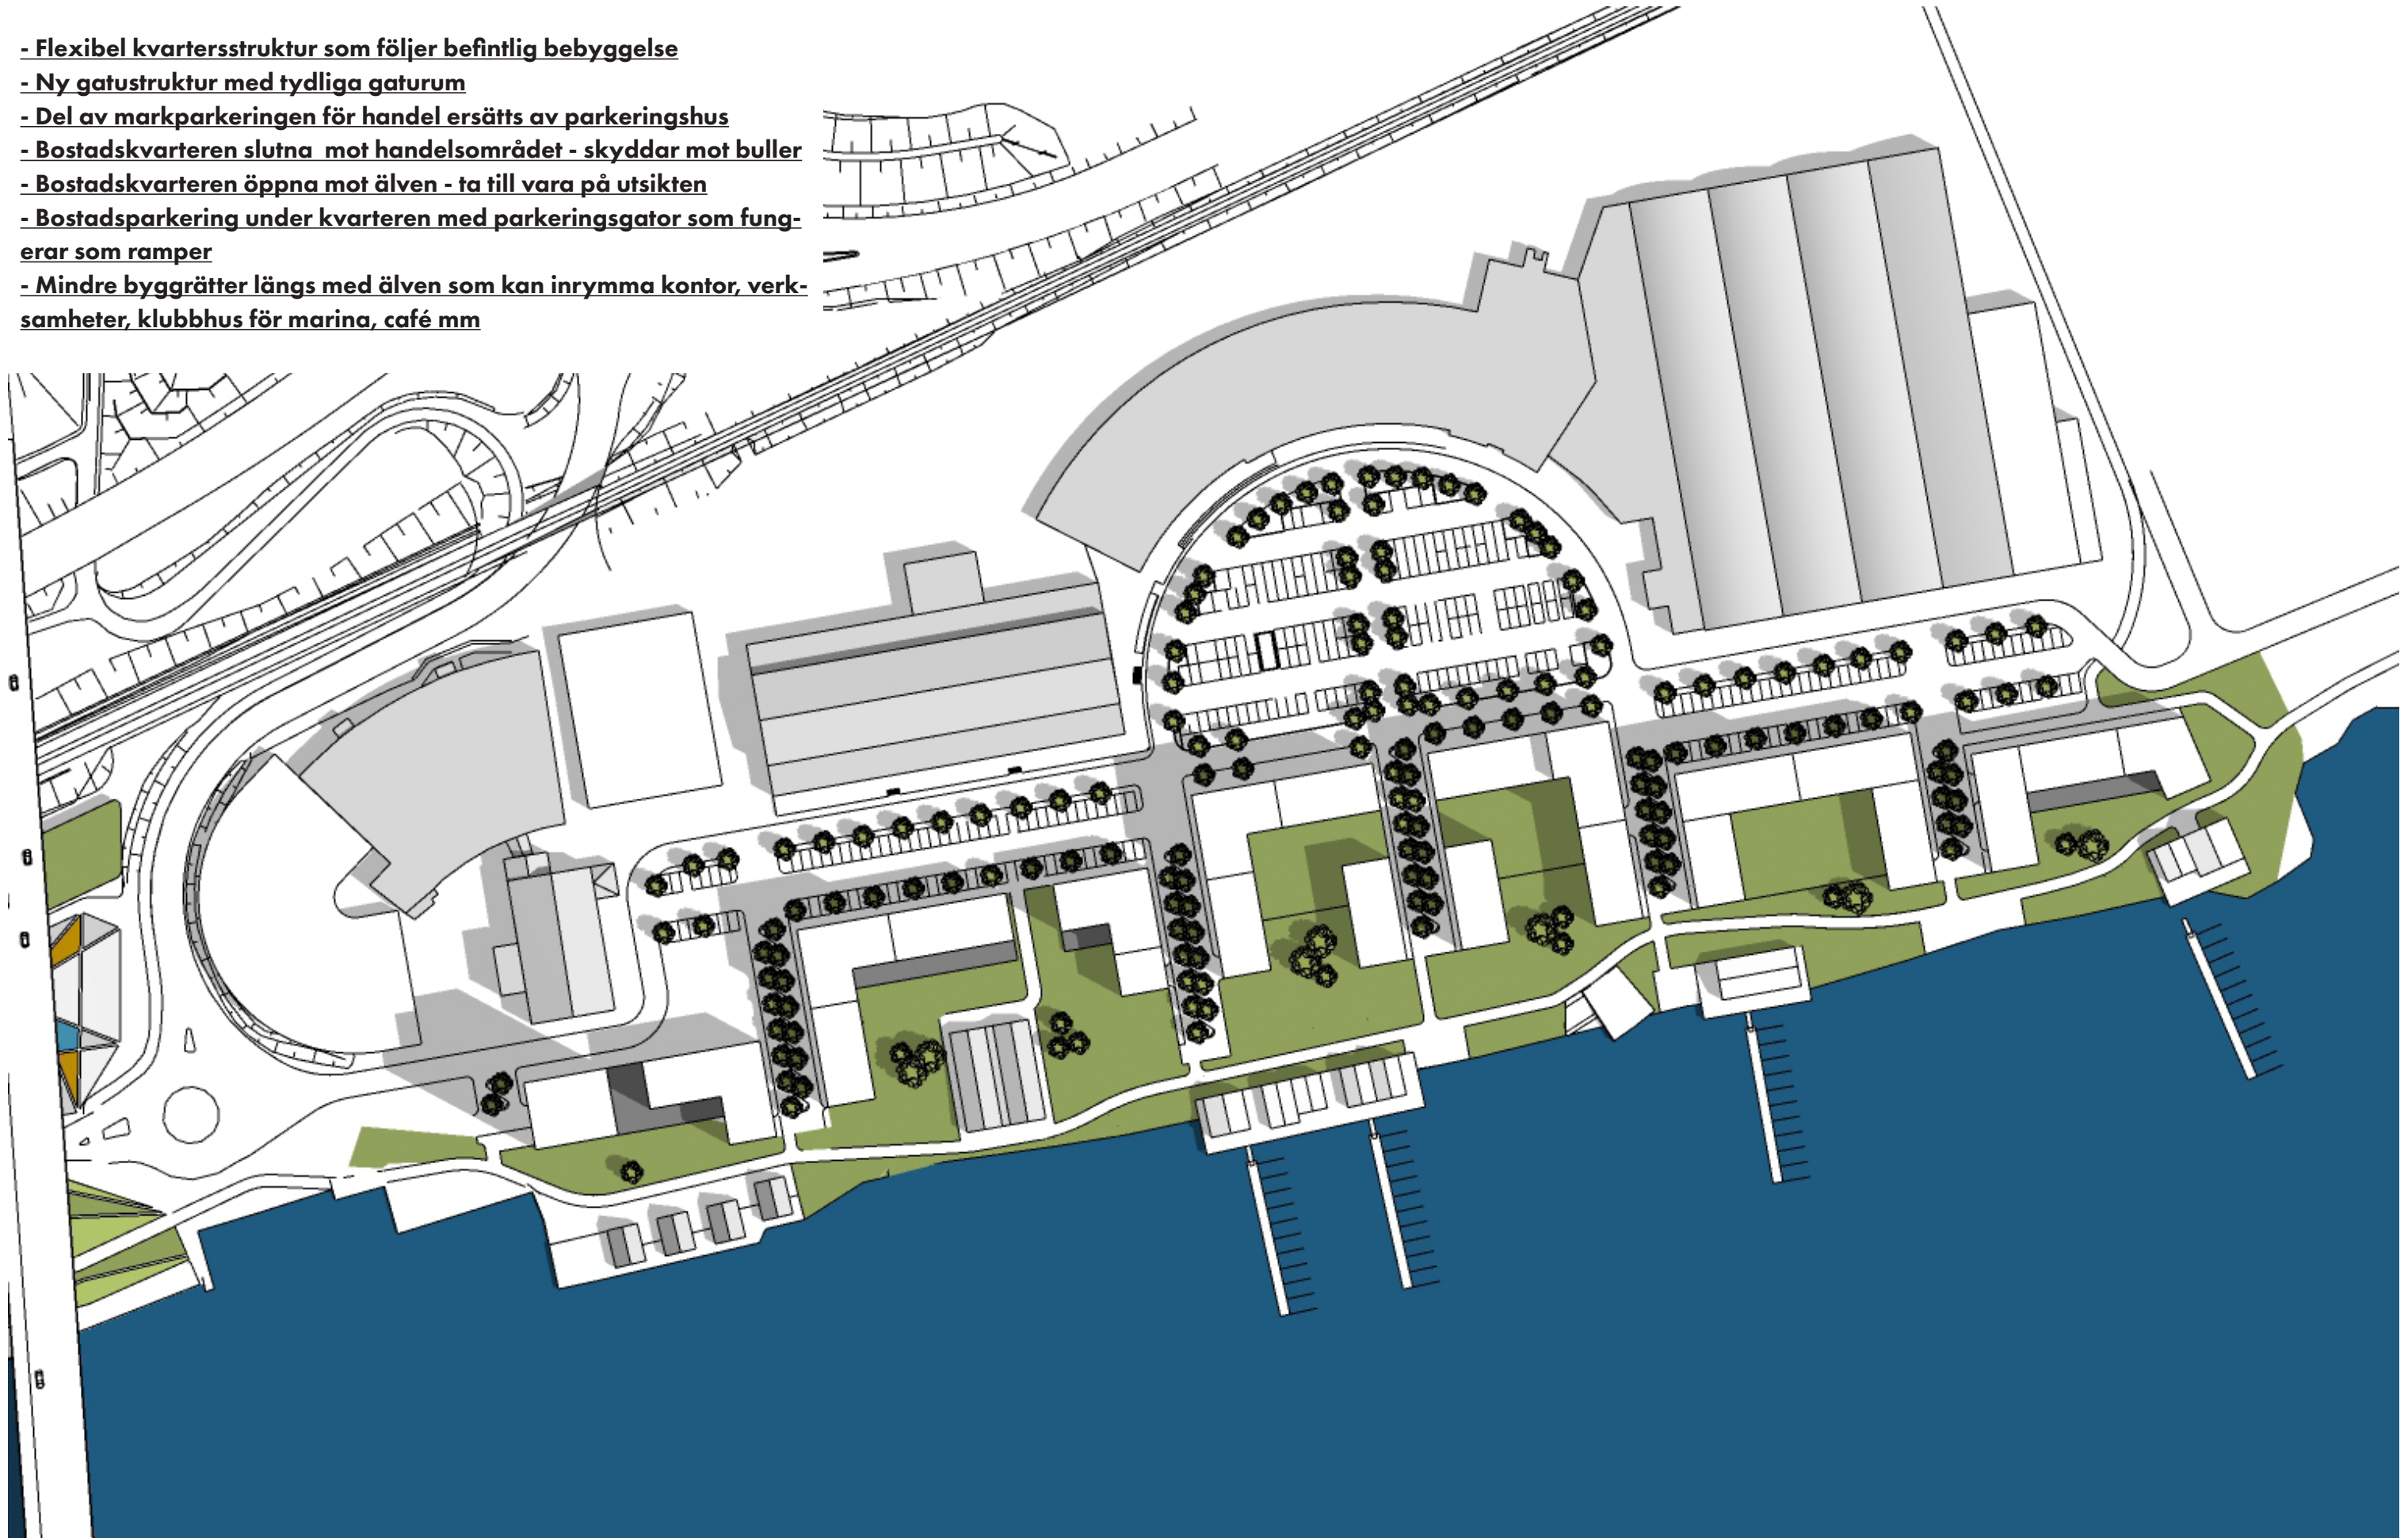 - Flexibel kvartersstruktur som följer befintlig bebyggelse
- Ny gatustruktur med tydliga gaturum
- Del av markparkeringen för handel ersätts av parkeringshus
- Bostadskvarteren slutna  mot handelsområdet - skyddar mot buller
- Bostadskvarteren öppna mot älven - ta till vara på utsikten
- Bostadsparkering under kvarteren med parkeringsgator som fung-
erar som ramper
- Mindre byggrätter längs med älven som kan inrymma kontor, verk-
samheter, klubbhus för marina, café mm